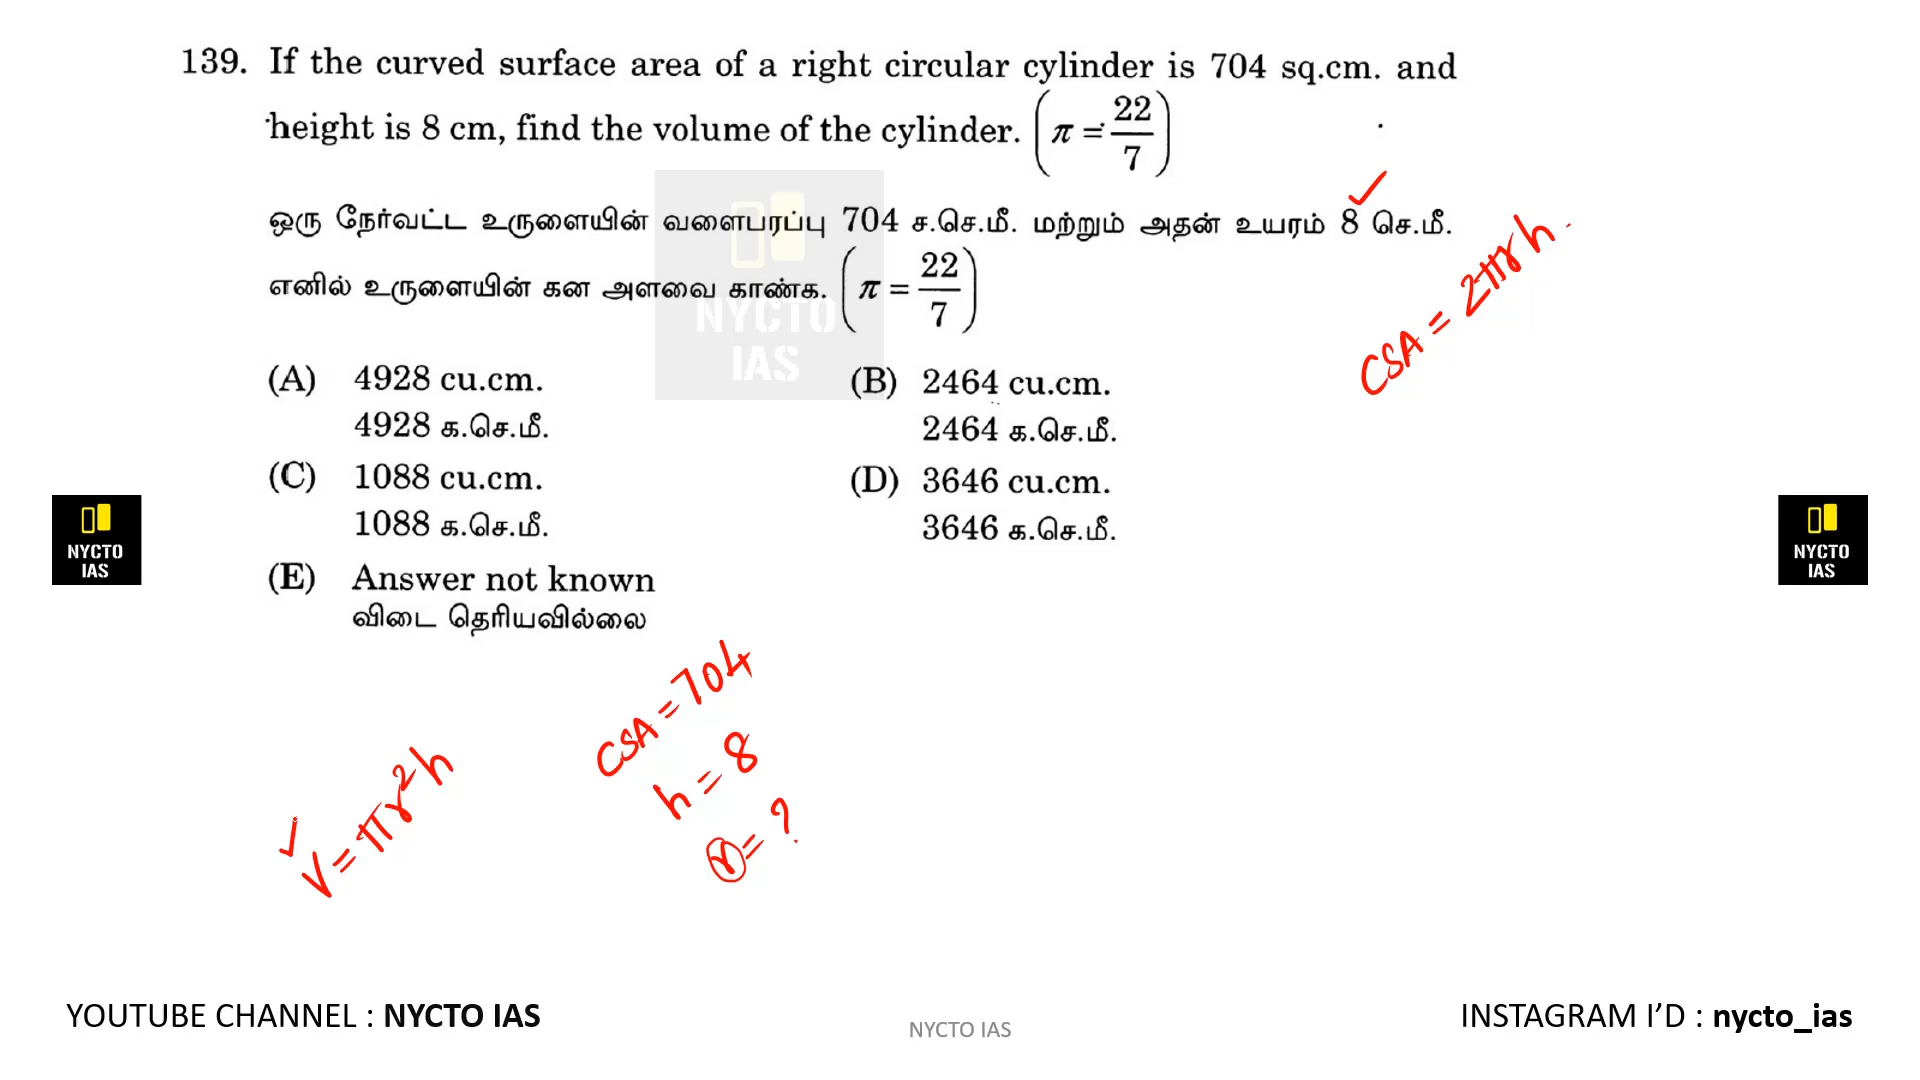 139. If the curved surface area of a right circular cylinder is 704 sq.cm. and
height is 8 cm, find the volume of the cylinder. (π = 22/7)
ஒரு நேர்வட்ட உருளையின் வளைபரப்பு 704 ச.செ.மீ. மற்றும் அதன் உயரம் 8 செ.மீ.
எனில் உருளையின் கன அளவை காண்க. (π = 22/7)
NYCTO
IAS
CSA = 2πrh
(A) 4928 cu.cm. (B) 2464 cu.cm.
4928 க.செ.மீ. 2464 க.செ.மீ.
(C) 1088 cu.cm. (D) 3646 cu.cm.
1088 க.செ.மீ. 3646 க.செ.மீ.
NYCTO
IAS
NYCTO
IAS
(E) Answer not known
விடை தெரியவில்லை
CSA = 704
h = 8
r = ?
V = πr²h
YOUTUBE CHANNEL : NYCTO IAS
NYCTO IAS
INSTAGRAM I’D : nycto_ias